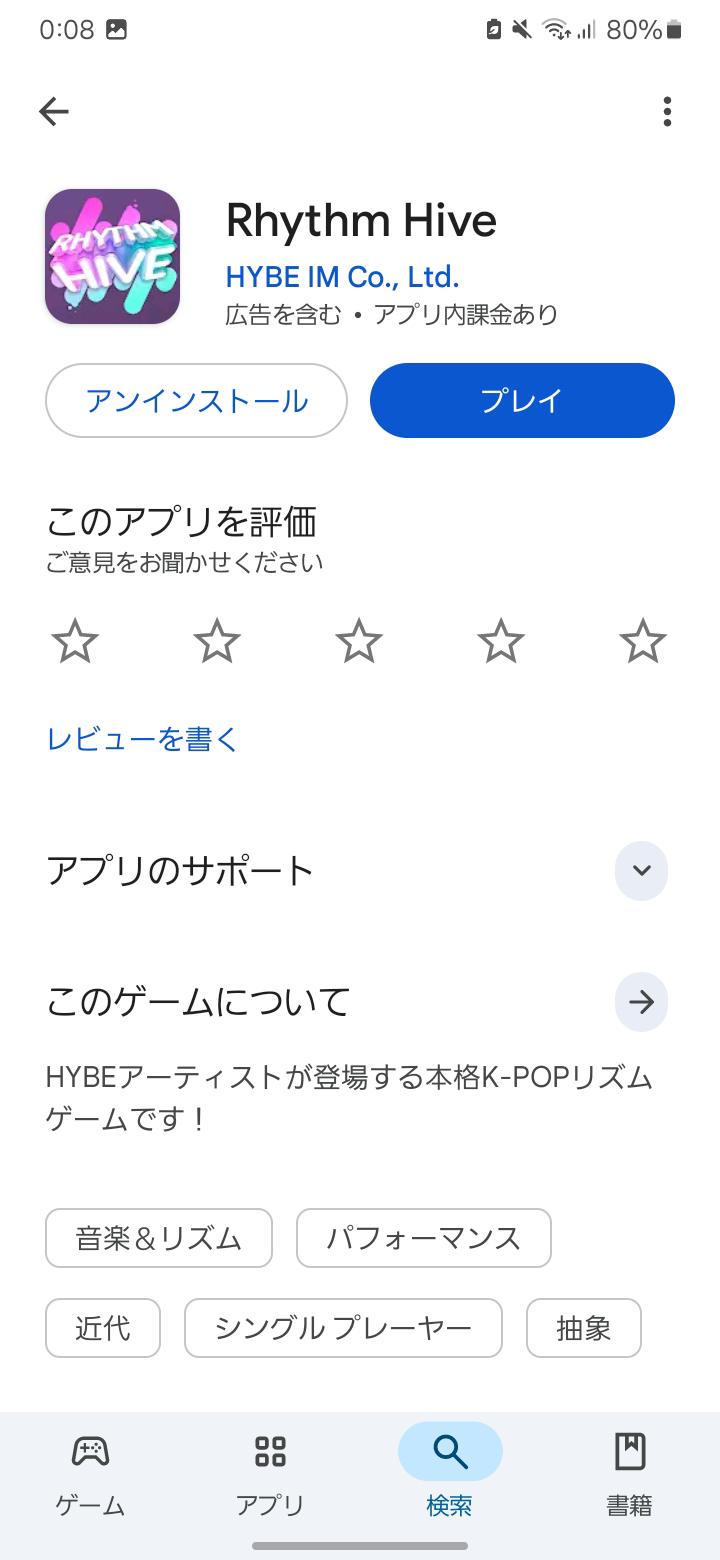 0:08
80%
RHYTHM
HIVE
Rhythm Hive
HYBE IM Co., Ltd.
広告を含む • アプリ内課金あり
アンインストール
プレイ
このアプリを評価
ご意見をお聞かせください
レビューを書く
アプリのサポート
このゲームについて
HYBEアーティストが登場する本格K-POPリズム
ゲームです！
音楽＆リズム
パフォーマンス
近代
シングル プレーヤー
抽象
ゲーム
アプリ
検索
書籍